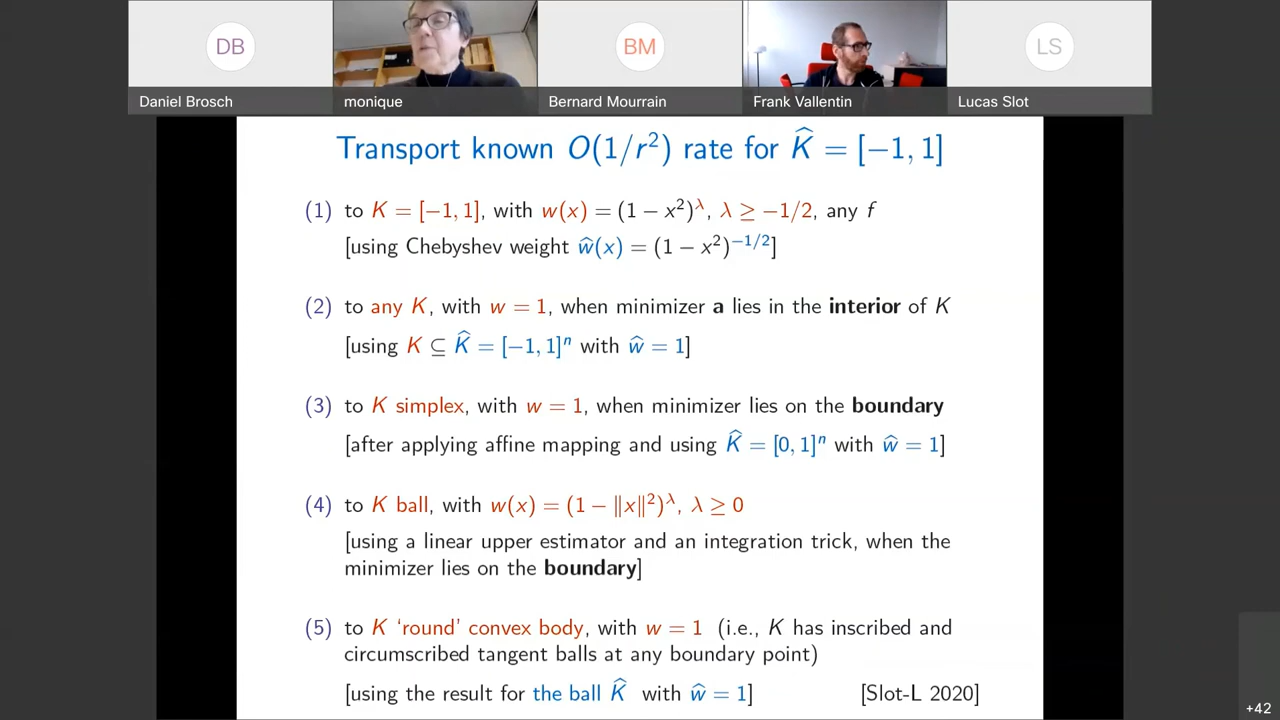 DB
BM
LS
Daniel Brosch
monique
Bernard Mourrain
Frank Vallentin
Lucas Slot
Transport known O(1/r²) rate for K̂ = [−1, 1]
(1) to K = [−1, 1], with w(x) = (1 − x²)^λ, λ ≥ −1/2, any f
[using Chebyshev weight ŵ(x) = (1 − x²)^−1/2]
(2) to any K, with w = 1, when minimizer a lies in the interior of K
[using K ⊆ K̂ = [−1, 1]ⁿ with ŵ = 1]
(3) to K simplex, with w = 1, when minimizer lies on the boundary
[after applying affine mapping and using K̂ = [0, 1]ⁿ with ŵ = 1]
(4) to K ball, with w(x) = (1 − ‖x‖²)^λ, λ ≥ 0
[using a linear upper estimator and an integration trick, when the
minimizer lies on the boundary]
(5) to K ‘round’ convex body, with w = 1 (i.e., K has inscribed and
circumscribed tangent balls at any boundary point)
[using the result for the ball K̂ with ŵ = 1] [Slot-L 2020]
+42